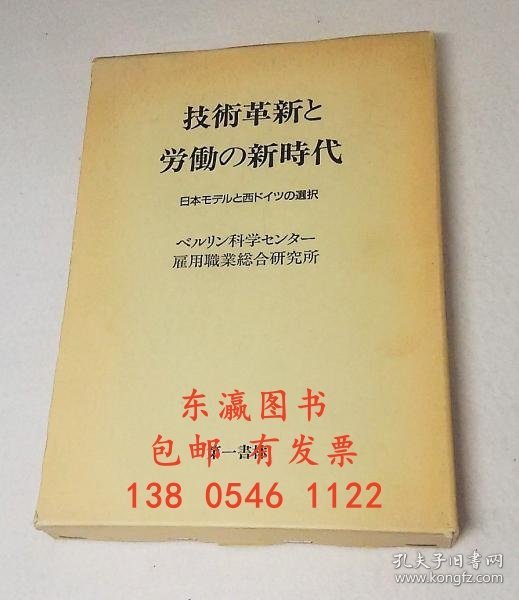 技術革新と
労働の新時代
日本モデルと西ドイツの選択
ベルリン科学センター
雇用職業総合研究所
东瀛图书
包邮 有发票
第一書林
138 0546 1122
孔夫子旧书网
www.kongfz.com